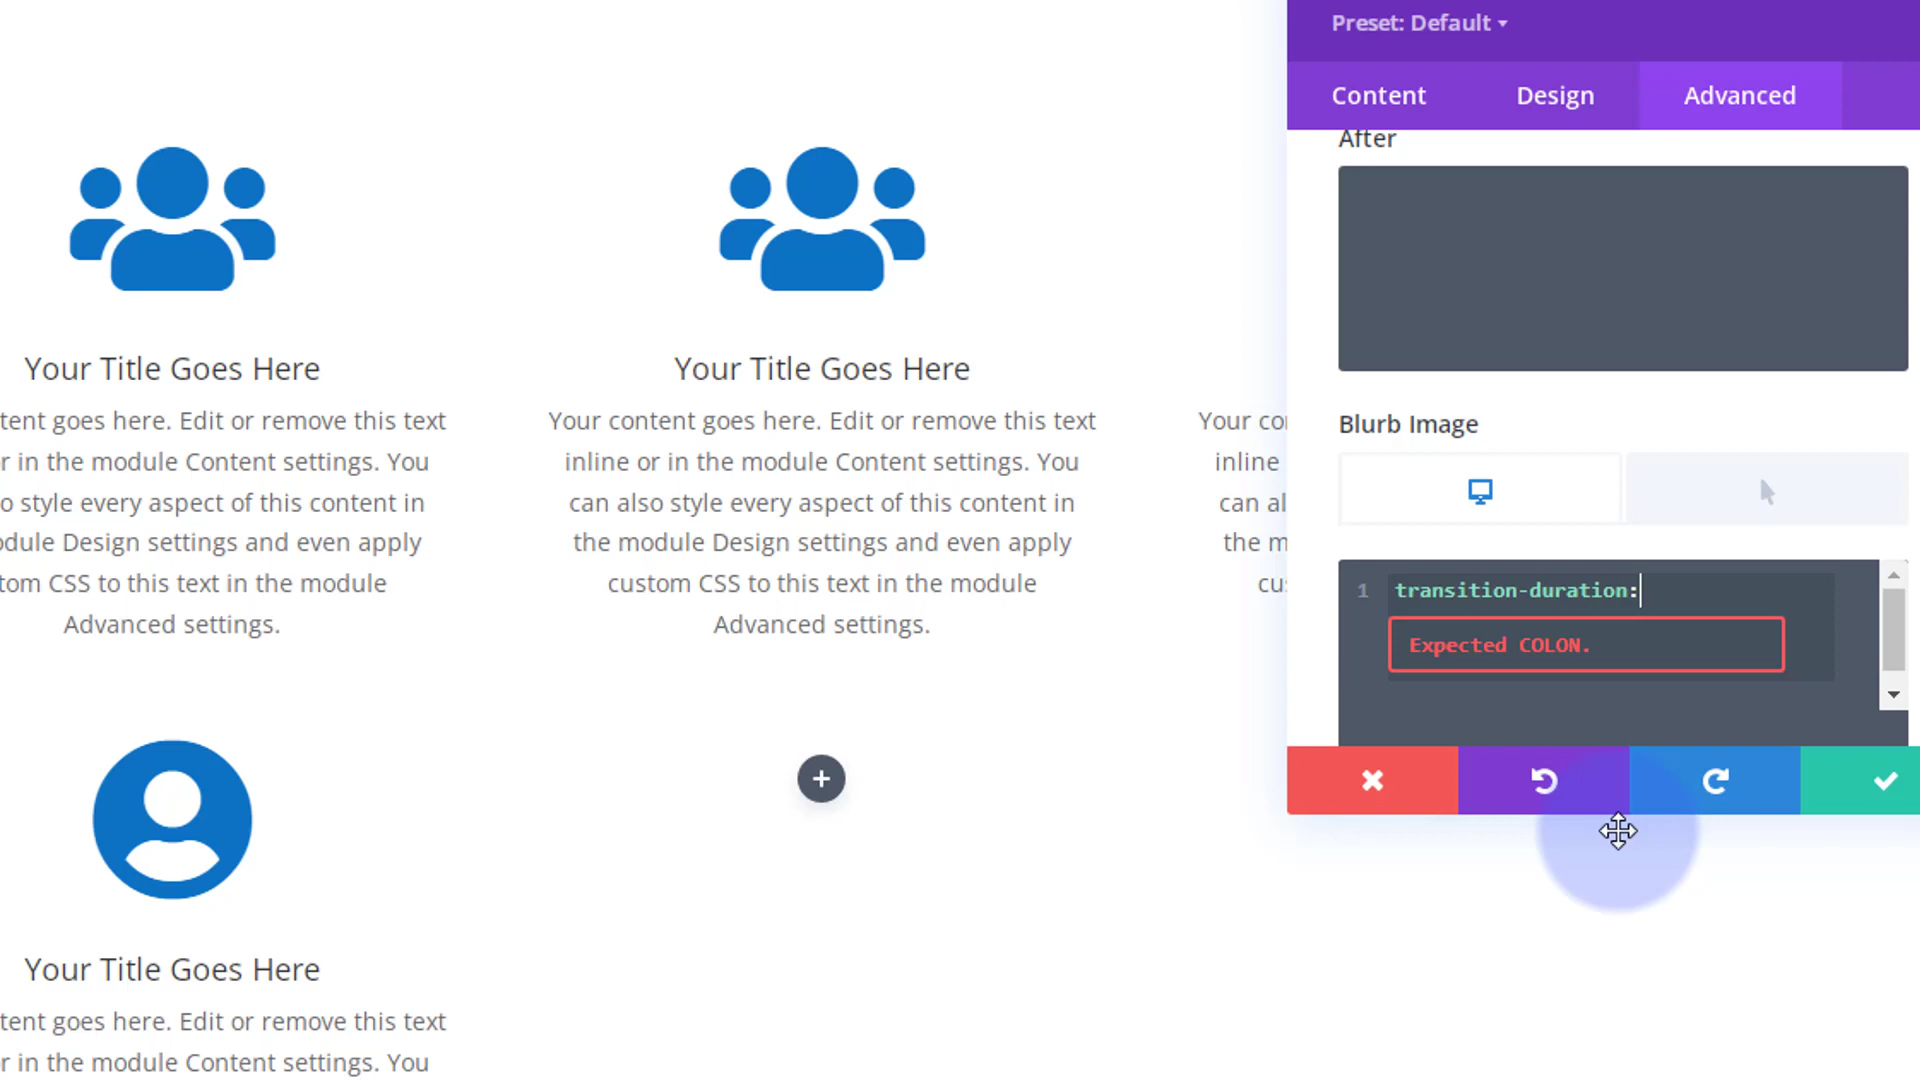 Preset: Default
Content
Design
Advanced
After
Blurb Image
1 transition-duration:
Expected COLON.
Your Title Goes Here
tent goes here. Edit or remove this text
r in the module Content settings. You
o style every aspect of this content in
odule Design settings and even apply
tom CSS to this text in the module
Advanced settings.
Your Title Goes Here
Your content goes here. Edit or remove this text
inline or in the module Content settings. You
can also style every aspect of this content in
the module Design settings and even apply
custom CSS to this text in the module
Advanced settings.
Your co
inline
can al
the m
cus
Your Title Goes Here
tent goes here. Edit or remove this text
r in the module Content settings. You